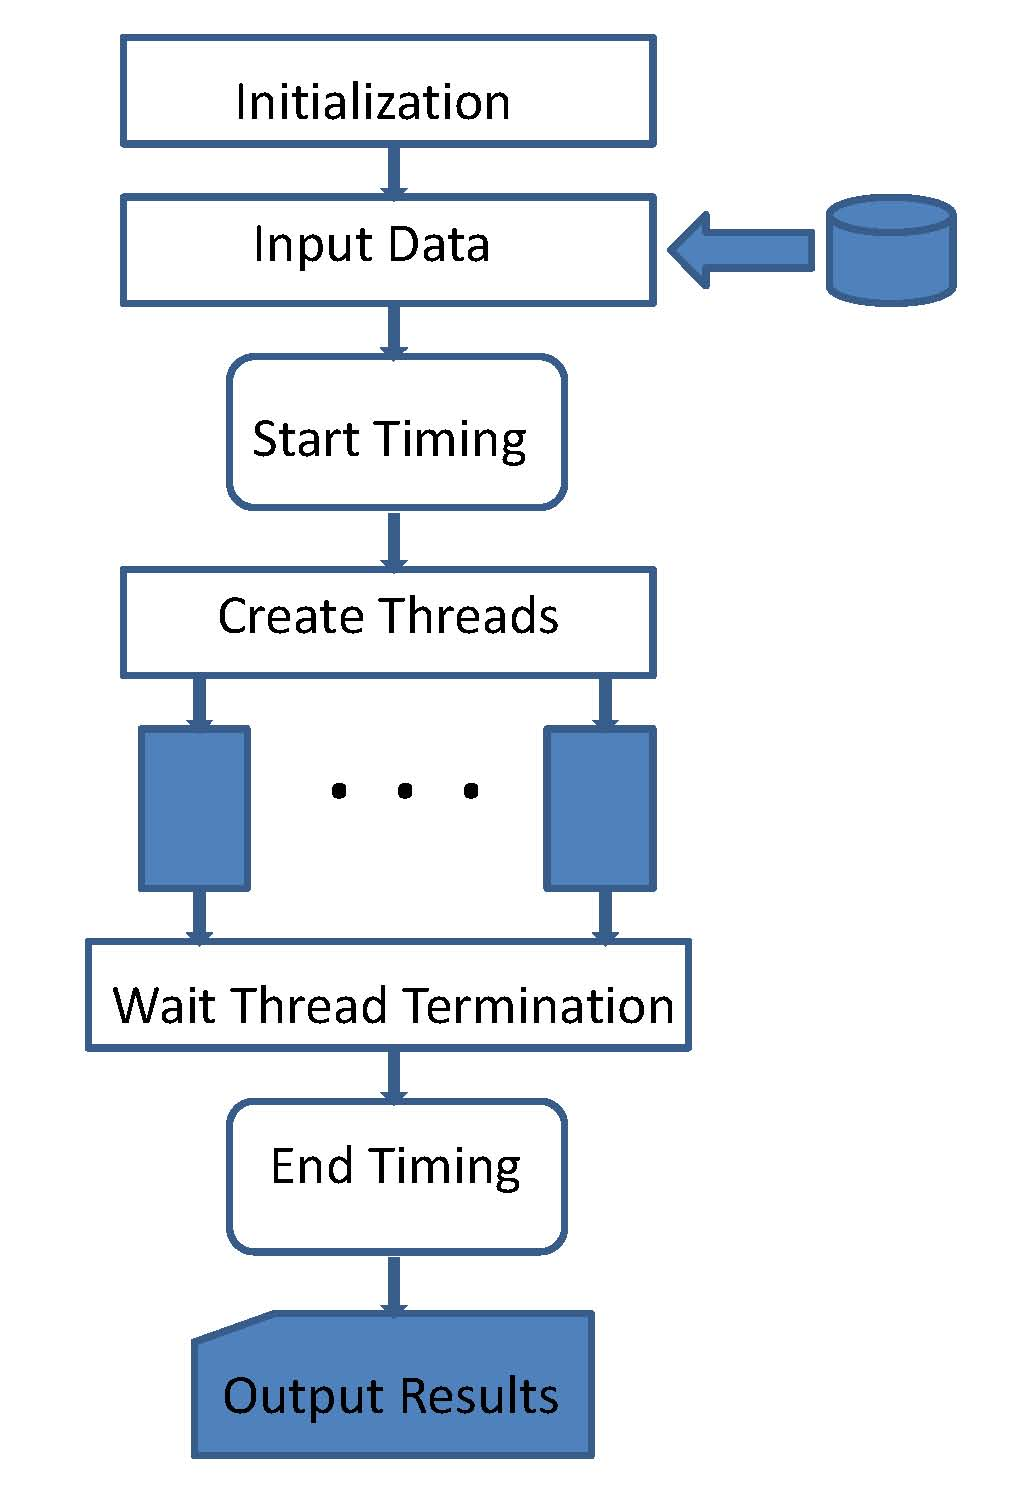 Initialization
Input Data
Start Timing
Create Threads
. . .
Wait Thread Termination
End Timing
Output Results